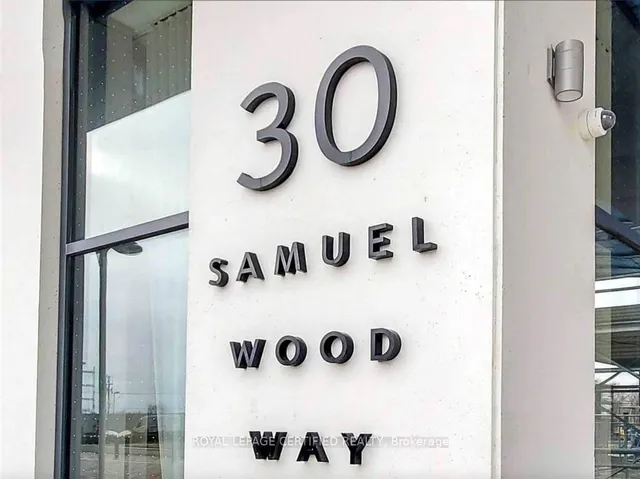 30
SAMUEL
WOOD
WAY
ROYAL LEPAGE CERTIFIED REALTY, Brokerage